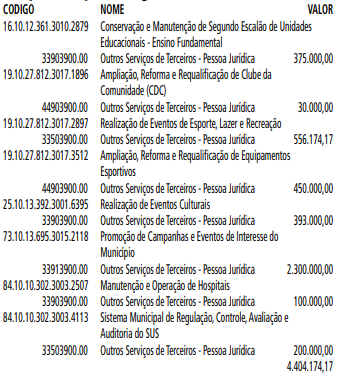 CODIGO NOME VALOR
16.10.12.361.3010.2879 Conservação e Manutenção de Segundo Escalão de Unidades
Educacionais - Ensino Fundamental
33903900.00 Outros Serviços de Terceiros - Pessoa Jurídica 375.000,00
19.10.27.812.3017.1896 Ampliação, Reforma e Requalificação de Clube da
Comunidade (CDC)
44903900.00 Outros Serviços de Terceiros - Pessoa Jurídica 30.000,00
19.10.27.812.3017.2897 Realização de Eventos de Esporte, Lazer e Recreação
33503900.00 Outros Serviços de Terceiros - Pessoa Jurídica 556.174,17
19.10.27.812.3017.3512 Ampliação, Reforma e Requalificação de Equipamentos
Esportivos
44903900.00 Outros Serviços de Terceiros - Pessoa Jurídica 450.000,00
25.10.13.392.3001.6395 Realização de Eventos Culturais
33903900.00 Outros Serviços de Terceiros - Pessoa Jurídica 393.000,00
73.10.13.695.3015.2118 Promoção de Campanhas e Eventos de Interesse do
Município
33913900.00 Outros Serviços de Terceiros - Pessoa Jurídica 2.300.000,00
84.10.10.302.3003.2507 Manutenção e Operação de Hospitais
33903900.00 Outros Serviços de Terceiros - Pessoa Jurídica 100.000,00
84.10.10.302.3003.4113 Sistema Municipal de Regulação, Controle, Avaliação e
Auditoria do SUS
33503900.00 Outros Serviços de Terceiros - Pessoa Jurídica 200.000,00
4.404.174,17